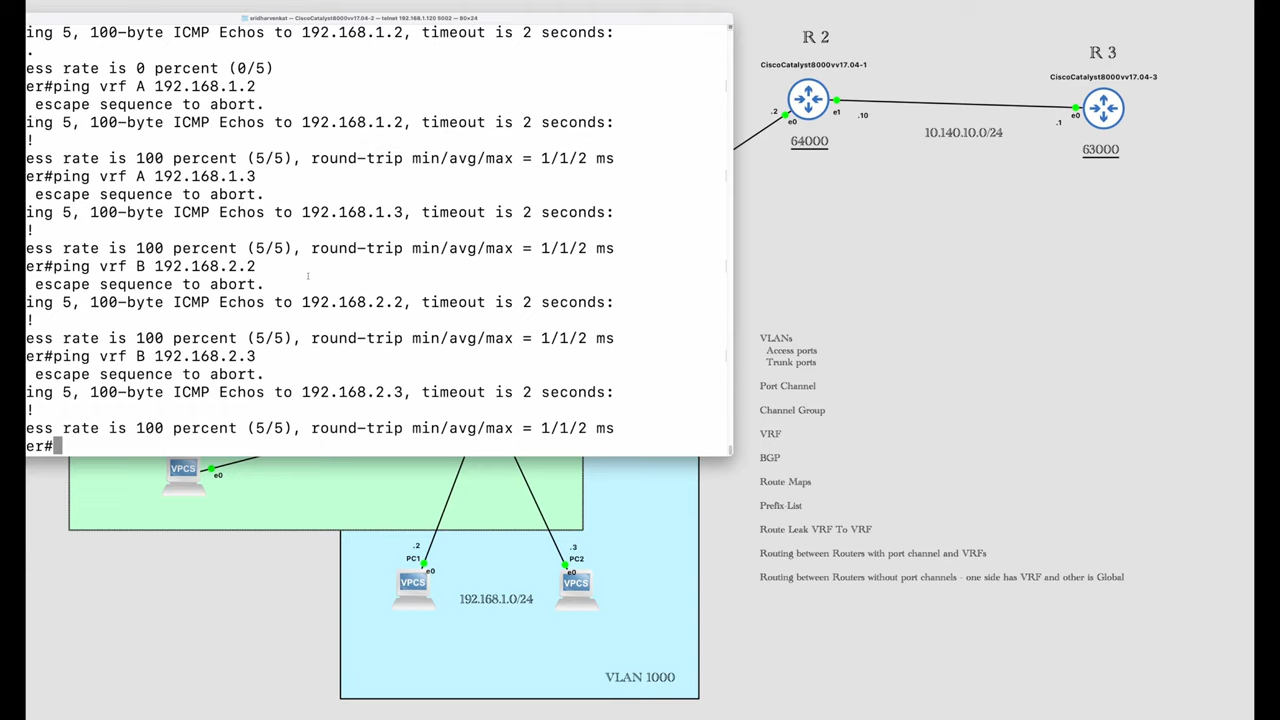 sridharvenkat — CiscoCatalyst8000vv17.04-2 — telnet 192.168.1.120 5002 — 80×24
ing 5, 100-byte ICMP Echos to 192.168.1.2, timeout is 2 seconds:
.
ess rate is 0 percent (0/5)
er#ping vrf A 192.168.1.2
escape sequence to abort.
ing 5, 100-byte ICMP Echos to 192.168.1.2, timeout is 2 seconds:
!
ess rate is 100 percent (5/5), round-trip min/avg/max = 1/1/2 ms
er#ping vrf A 192.168.1.3
escape sequence to abort.
ing 5, 100-byte ICMP Echos to 192.168.1.3, timeout is 2 seconds:
!
ess rate is 100 percent (5/5), round-trip min/avg/max = 1/1/2 ms
er#ping vrf B 192.168.2.2
escape sequence to abort.
ing 5, 100-byte ICMP Echos to 192.168.2.2, timeout is 2 seconds:
!
ess rate is 100 percent (5/5), round-trip min/avg/max = 1/1/2 ms
er#ping vrf B 192.168.2.3
escape sequence to abort.
ing 5, 100-byte ICMP Echos to 192.168.2.3, timeout is 2 seconds:
!
ess rate is 100 percent (5/5), round-trip min/avg/max = 1/1/2 ms
er#
R 2
CiscoCatalyst8000vv17.04-1
.2
e0
e1
.10
64000
10.140.10.0/24
R 3
CiscoCatalyst8000vv17.04-3
e0
.1
63000
VLANs
Access ports
Trunk ports
Port Channel
Channel Group
VRF
BGP
Route Maps
Prefix-List
Route Leak VRF To VRF
Routing between Routers with port channel and VRFs
Routing between Routers without port channels - one side has VRF and other is Global
VPCS
e0
.2
PC1
e0
VPCS
192.168.1.0/24
.3
PC2
e0
VPCS
VLAN 1000